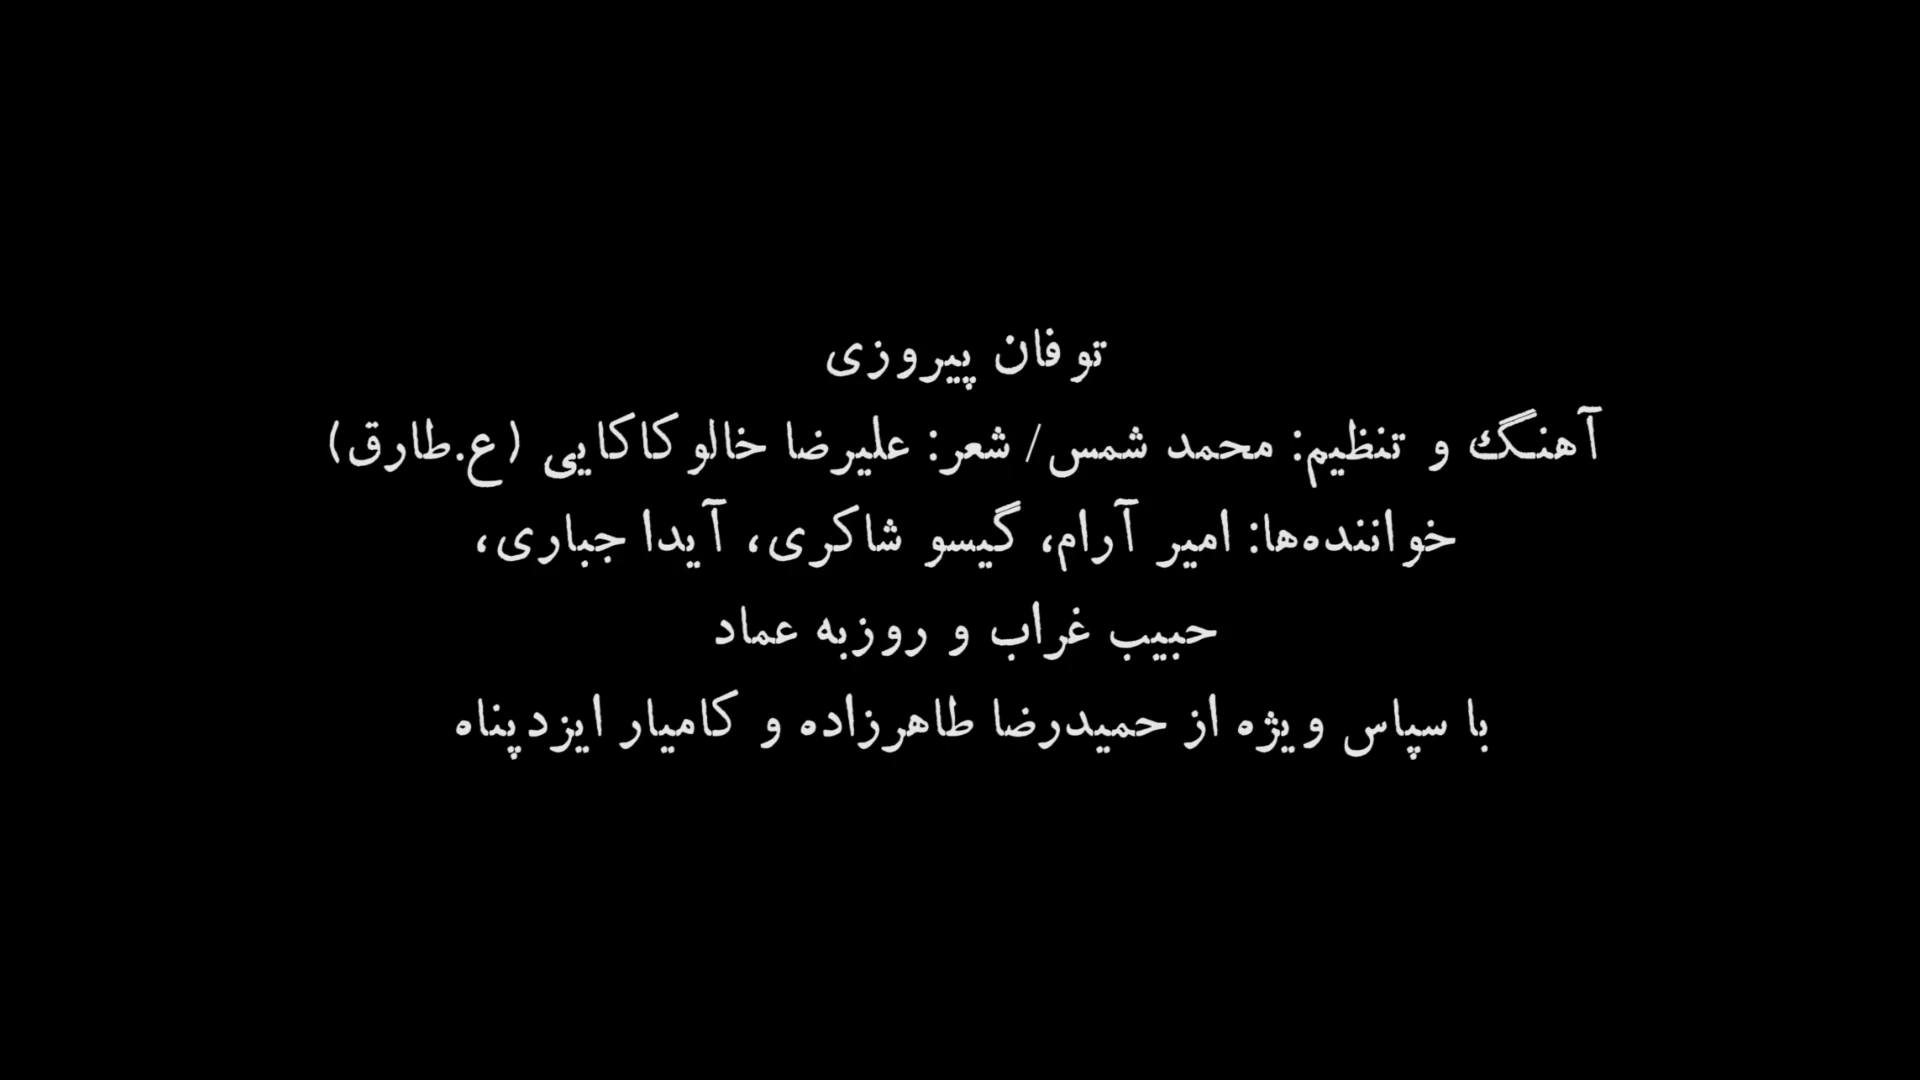 توفان پیروزی
آهنگ و تنظیم: محمد شمس/ شعر: علیرضا خالوکاکایی (ع.طارق)
خواننده‌ها: امیر آرام، گیسو شاکری، آیدا جباری،
حبیب غراب و روزبه عماد
با سپاس ویژه از حمیدرضا طاهرزاده و کامیار ایزدپناه